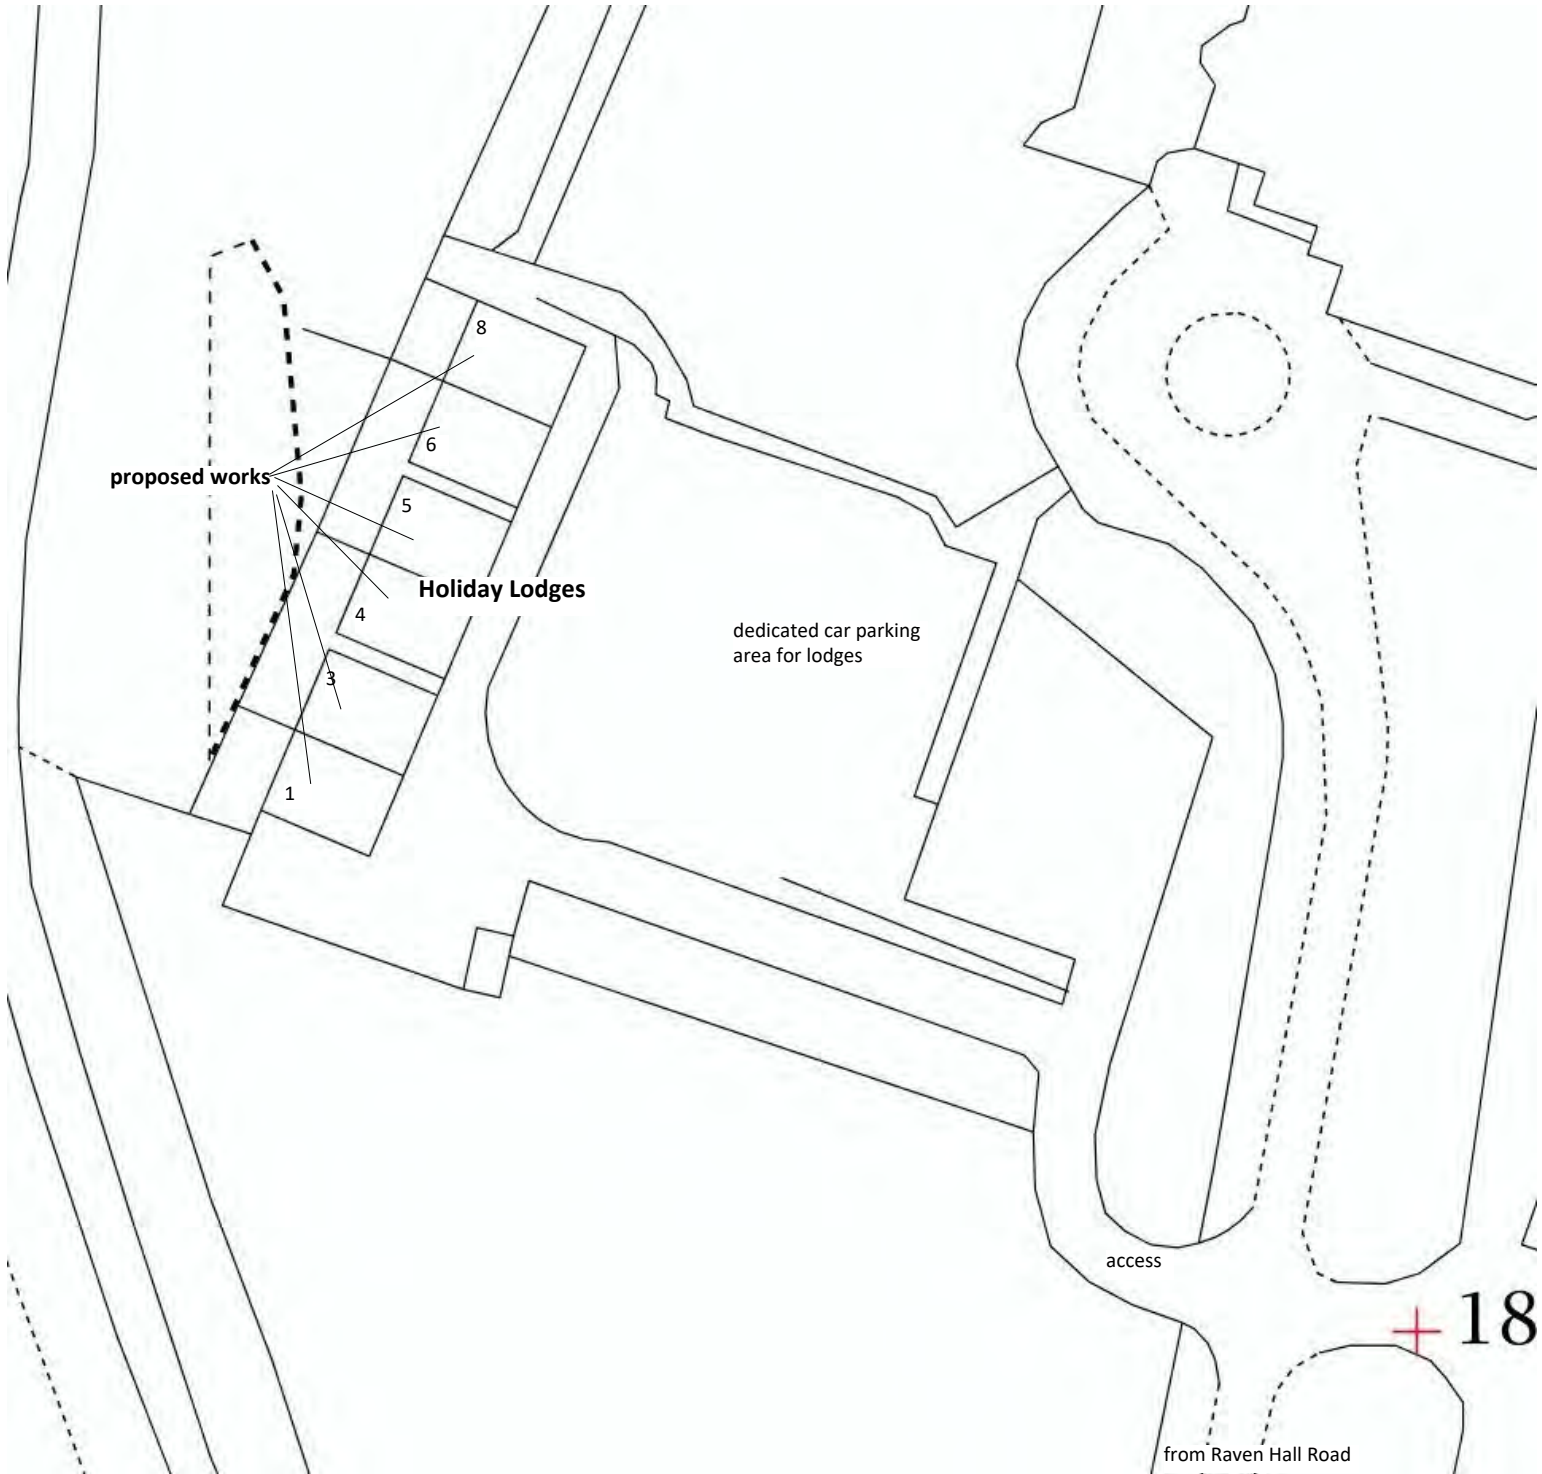 8
6
proposed works
5
Holiday Lodges
4
dedicated car parking
area for lodges
3
1
access
18
from Raven Hall Road